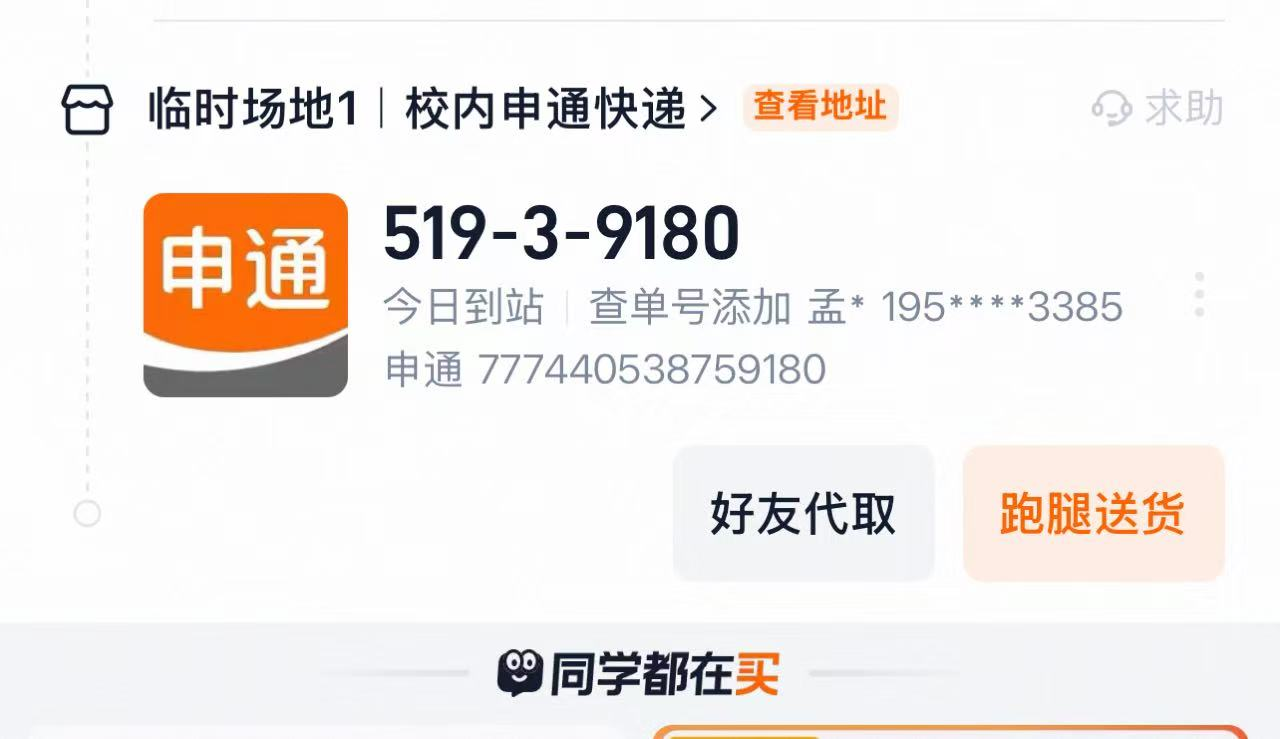 临时场地1｜校内申通快递 > 查看地址 求助
申通
519-3-9180
今日到站｜查单号添加 孟* 195****3385
申通 777440538759180
好友代取 跑腿送货
同学都在买